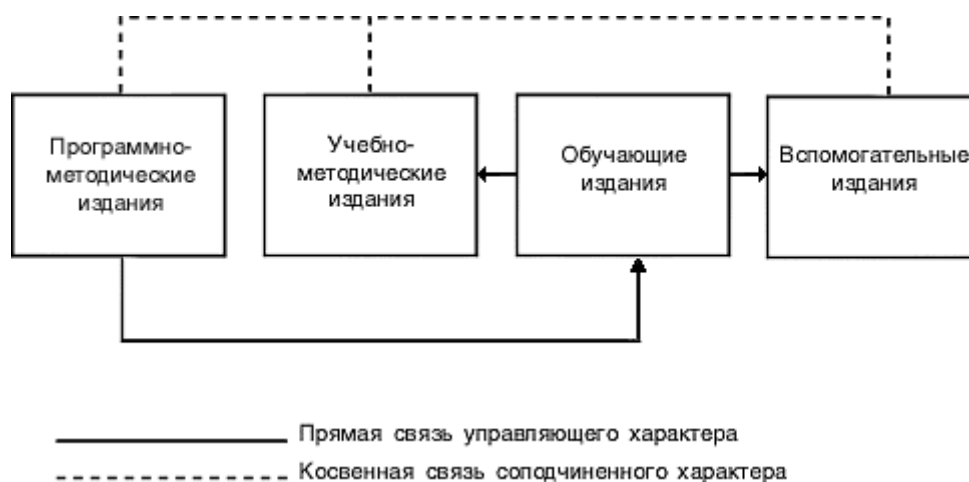 Программно-
методические
издания
Учебно-
методические
издания
Обучающие
издания
Вспомогательные
издания
Прямая связь управляющего характера
Косвенная связь соподчиненного характера